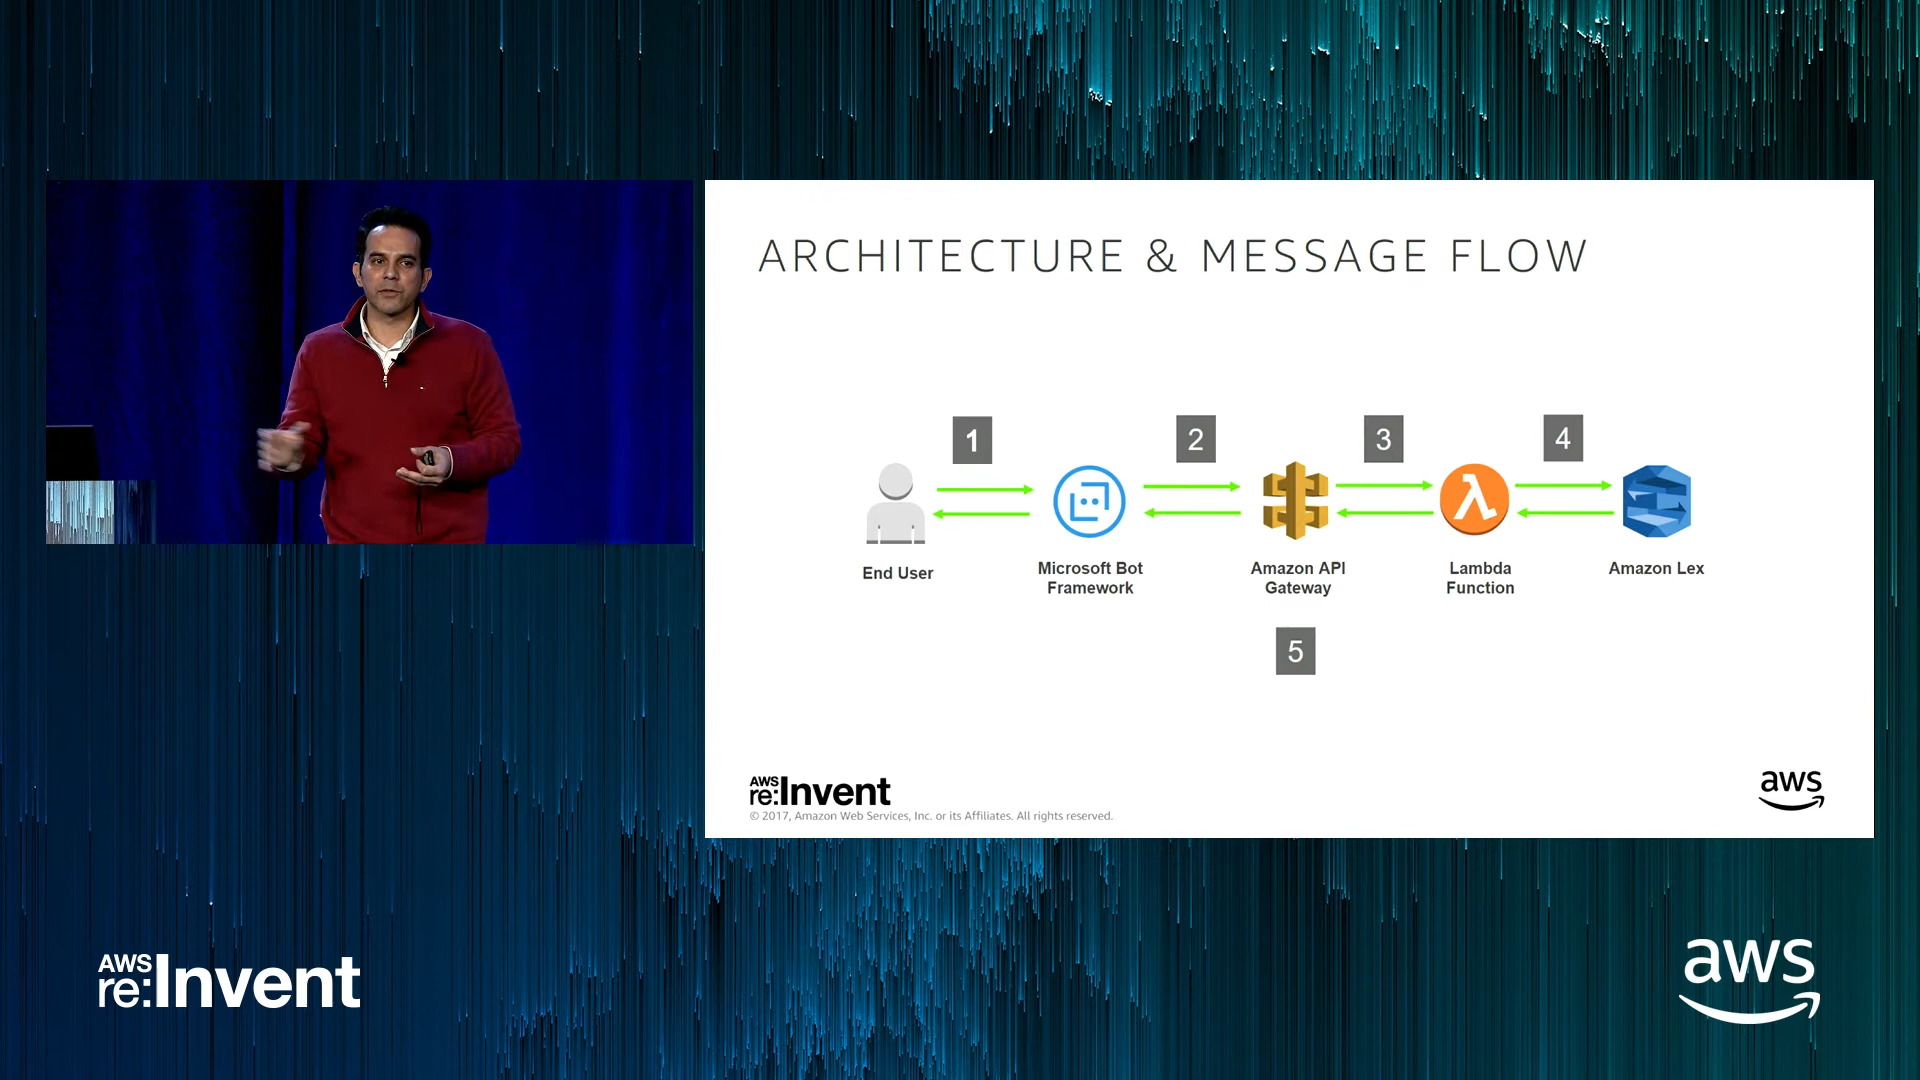 ARCHITECTURE & MESSAGE FLOW
1
2
3
4
End User
Microsoft Bot
Framework
Amazon API
Gateway
Lambda
Function
Amazon Lex
5
AWS
re:Invent
© 2017, Amazon Web Services, Inc. or its Affiliates. All rights reserved.
aws
AWS
re:Invent
aws